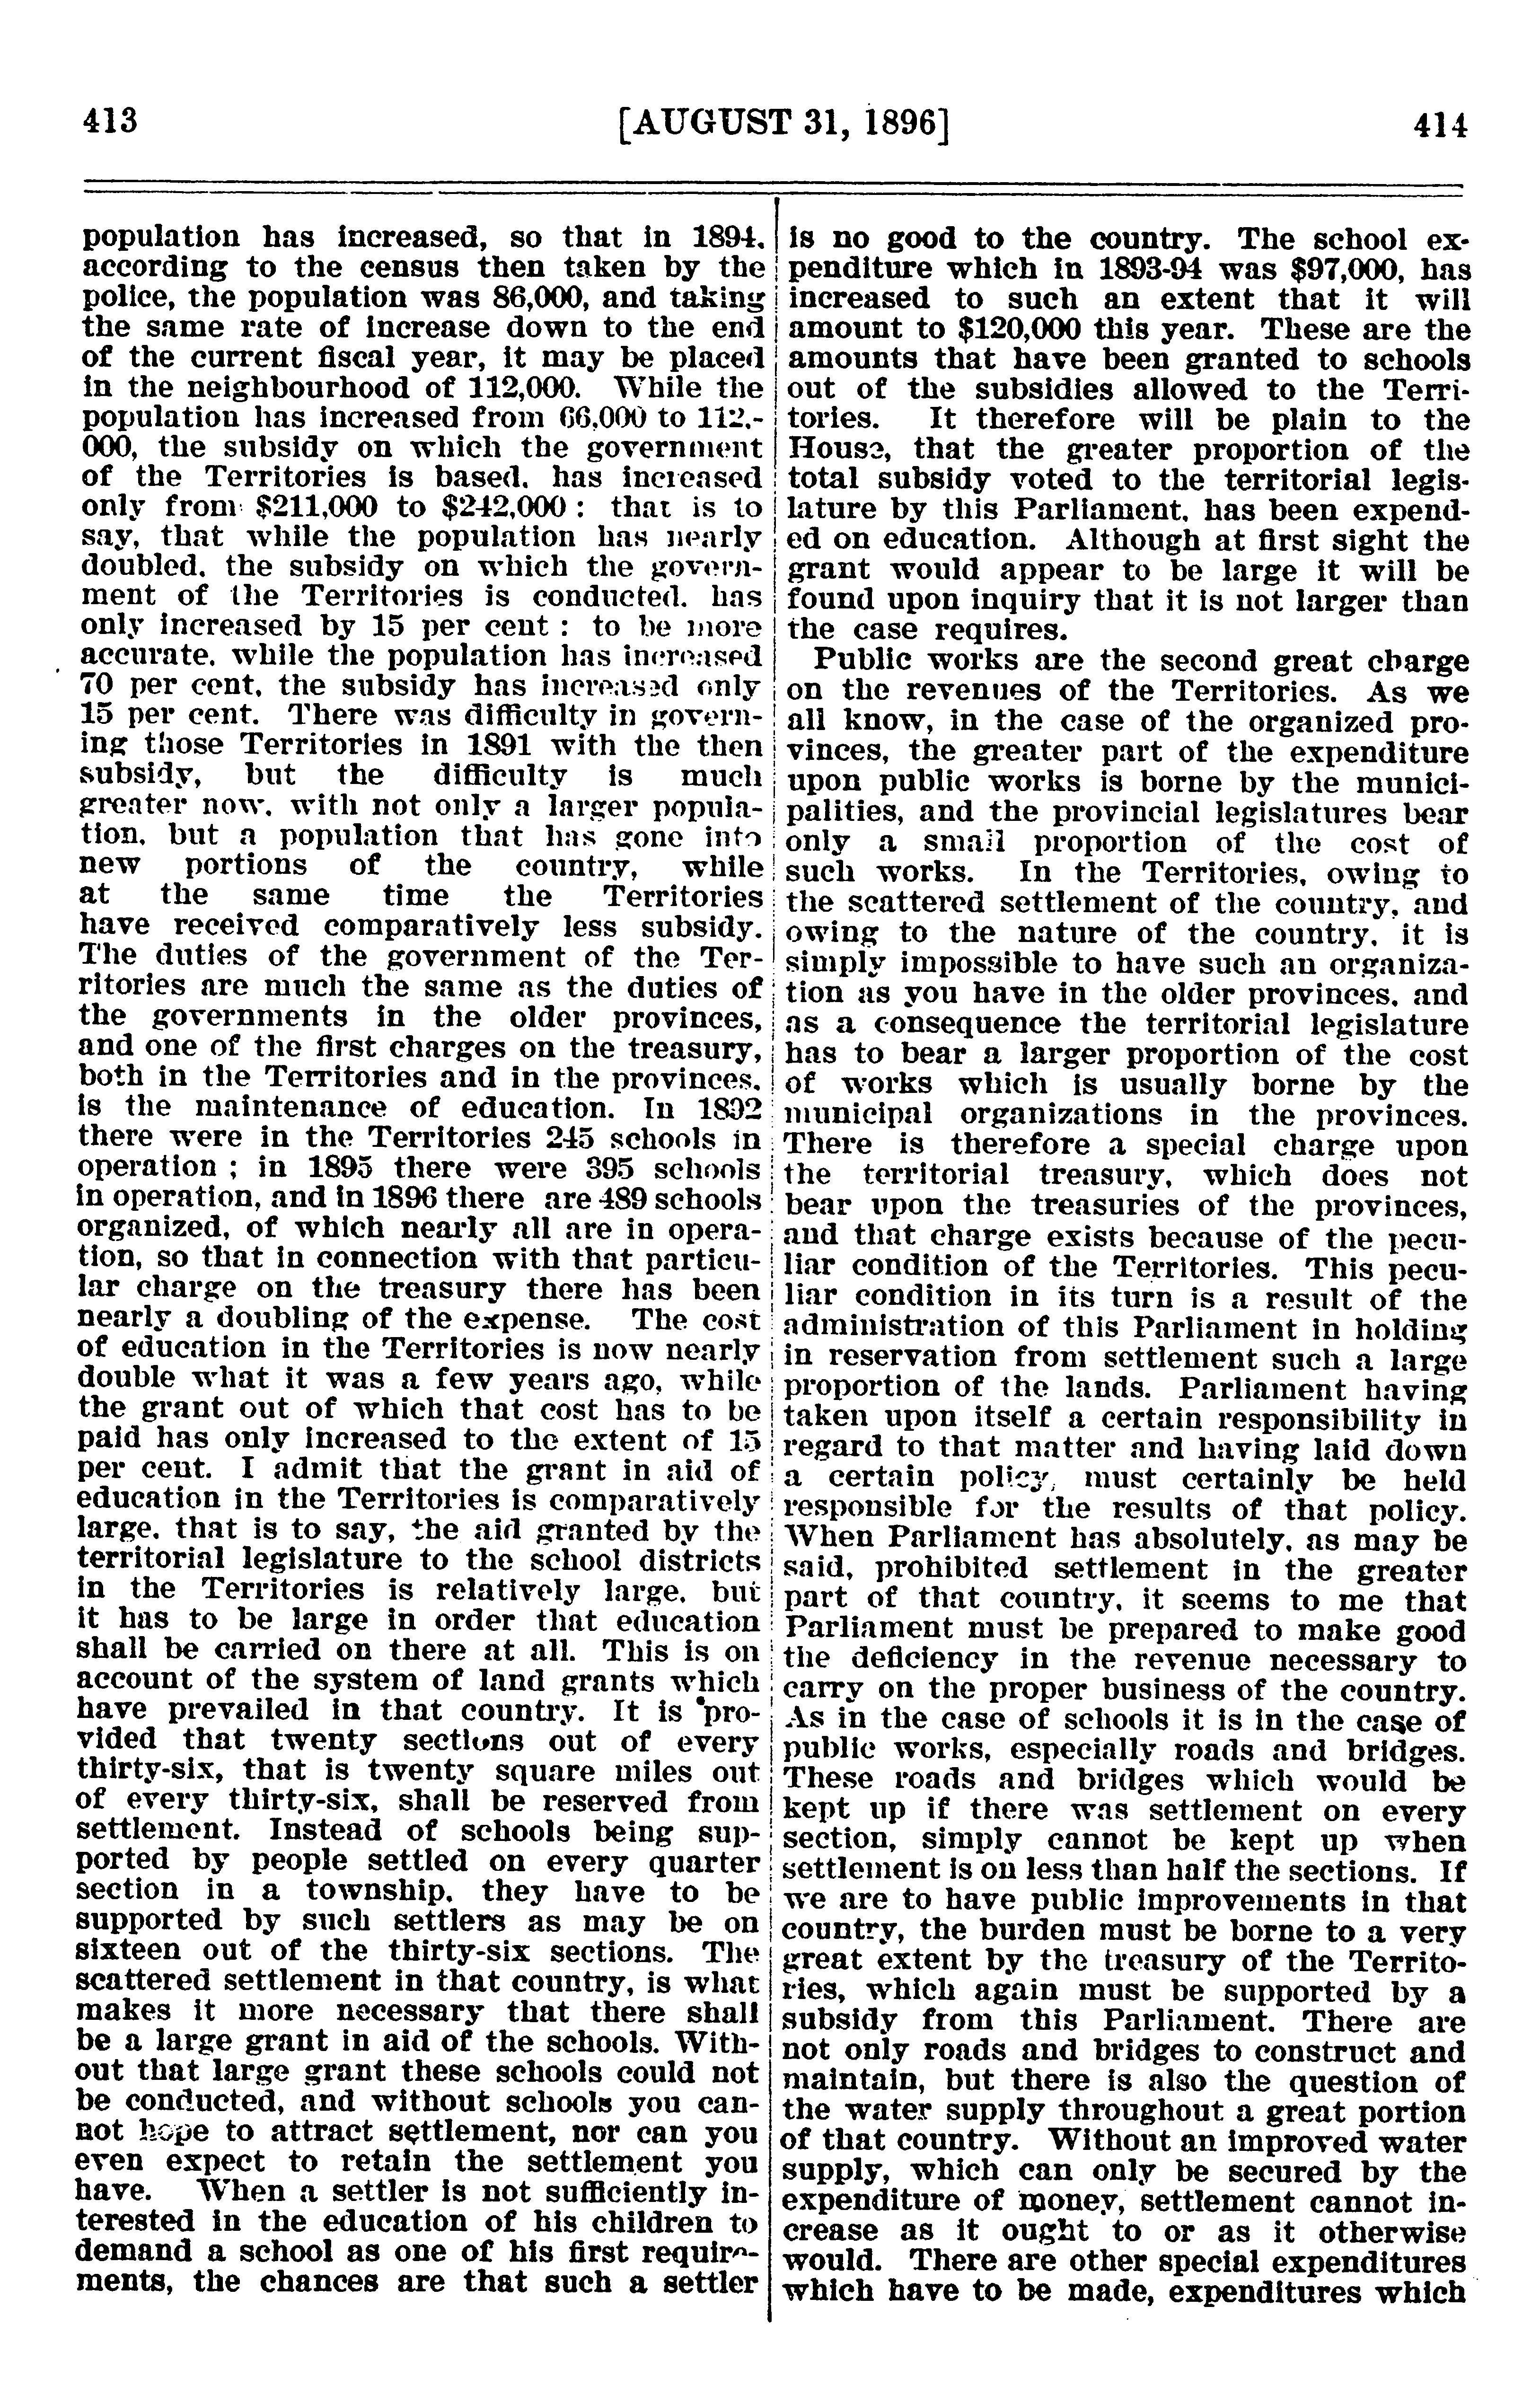 413
[AUGUST 31, 1896]
414
population has increased, so that in 1894,
according to the census then taken by the
police, the population was 86,000, and taking
the same rate of increase down to the end
of the current fiscal year, it may be placed
in the neighbourhood of 112,000. While the
population has increased from 66,000 to 112,-
000, the subsidy on which the government
of the Territories is based, has increased
only from $211,000 to $242,000 : that is to
say, that while the population has nearly
doubled, the subsidy on which the govern-
ment of the Territories is conducted, has
only increased by 15 per cent : to be more
accurate, while the population has increased
70 per cent, the subsidy has increased only
15 per cent. There was difficulty in govern-
ing those Territories in 1891 with the then
subsidy, but the difficulty is much
greater now, with not only a larger popula-
tion, but a population that has gone into
new portions of the country, while
at the same time the Territories
have received comparatively less subsidy.
The duties of the government of the Ter-
ritories are much the same as the duties of
the governments in the older provinces,
and one of the first charges on the treasury,
both in the Territories and in the provinces,
is the maintenance of education. In 1892
there were in the Territories 245 schools in
operation ; in 1895 there were 395 schools
in operation, and in 1896 there are 489 schools
organized, of which nearly all are in opera-
tion, so that in connection with that particu-
lar charge on the treasury there has been
nearly a doubling of the expense. The cost
of education in the Territories is now nearly
double what it was a few years ago, while
the grant out of which that cost has to be
paid has only increased to the extent of 15
per cent. I admit that the grant in aid of
education in the Territories is comparatively
large, that is to say, the aid granted by the
territorial legislature to the school districts
in the Territories is relatively large, but
it has to be large in order that education
shall be carried on there at all. This is on
account of the system of land grants which
have prevailed in that country. It is pro-
vided that twenty sections out of every
thirty-six, that is twenty square miles out
of every thirty-six, shall be reserved from
settlement. Instead of schools being sup-
ported by people settled on every quarter
section in a township, they have to be
supported by such settlers as may be on
sixteen out of the thirty-six sections. The
scattered settlement in that country, is what
makes it more necessary that there shall
be a large grant in aid of the schools. With-
out that large grant these schools could not
be conducted, and without schools you can-
not hope to attract settlement, nor can you
even expect to retain the settlement you
have. When a settler is not sufficiently in-
terested in the education of his children to
demand a school as one of his first require-
ments, the chances are that such a settler
is no good to the country. The school ex-
penditure which in 1893-94 was $97,000, has
increased to such an extent that it will
amount to $120,000 this year. These are the
amounts that have been granted to schools
out of the subsidies allowed to the Terri-
tories. It therefore will be plain to the
House, that the greater proportion of the
total subsidy voted to the territorial legis-
lature by this Parliament, has been expend-
ed on education. Although at first sight the
grant would appear to be large it will be
found upon inquiry that it is not larger than
the case requires.
Public works are the second great charge
on the revenues of the Territories. As we
all know, in the case of the organized pro-
vinces, the greater part of the expenditure
upon public works is borne by the munici-
palities, and the provincial legislatures bear
only a small proportion of the cost of
such works. In the Territories, owing to
the scattered settlement of the country, and
owing to the nature of the country, it is
simply impossible to have such an organiza-
tion as you have in the older provinces, and
as a consequence the territorial legislature
has to bear a larger proportion of the cost
of works which is usually borne by the
municipal organizations in the provinces.
There is therefore a special charge upon
the territorial treasury, which does not
bear upon the treasuries of the provinces,
and that charge exists because of the pecu-
liar condition of the Territories. This pecu-
liar condition in its turn is a result of the
administration of this Parliament in holding
in reservation from settlement such a large
proportion of the lands. Parliament having
taken upon itself a certain responsibility in
regard to that matter and having laid down
a certain policy, must certainly be held
responsible for the results of that policy.
When Parliament has absolutely, as may be
said, prohibited settlement in the greater
part of that country, it seems to me that
Parliament must be prepared to make good
the deficiency in the revenue necessary to
carry on the proper business of the country.
As in the case of schools it is in the case of
public works, especially roads and bridges.
These roads and bridges which would be
kept up if there was settlement on every
section, simply cannot be kept up when
settlement is on less than half the sections. If
we are to have public improvements in that
country, the burden must be borne to a very
great extent by the treasury of the Territo-
ries, which again must be supported by a
subsidy from this Parliament. There are
not only roads and bridges to construct and
maintain, but there is also the question of
the water supply throughout a great portion
of that country. Without an improved water
supply, which can only be secured by the
expenditure of money, settlement cannot in-
crease as it ought to or as it otherwise
would. There are other special expenditures
which have to be made, expenditures which